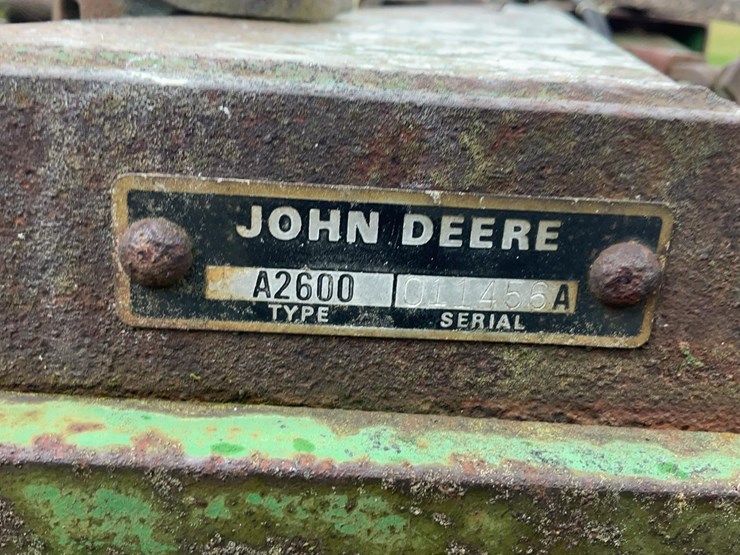 JOHN DEERE
A2600 011456A
TYPE SERIAL